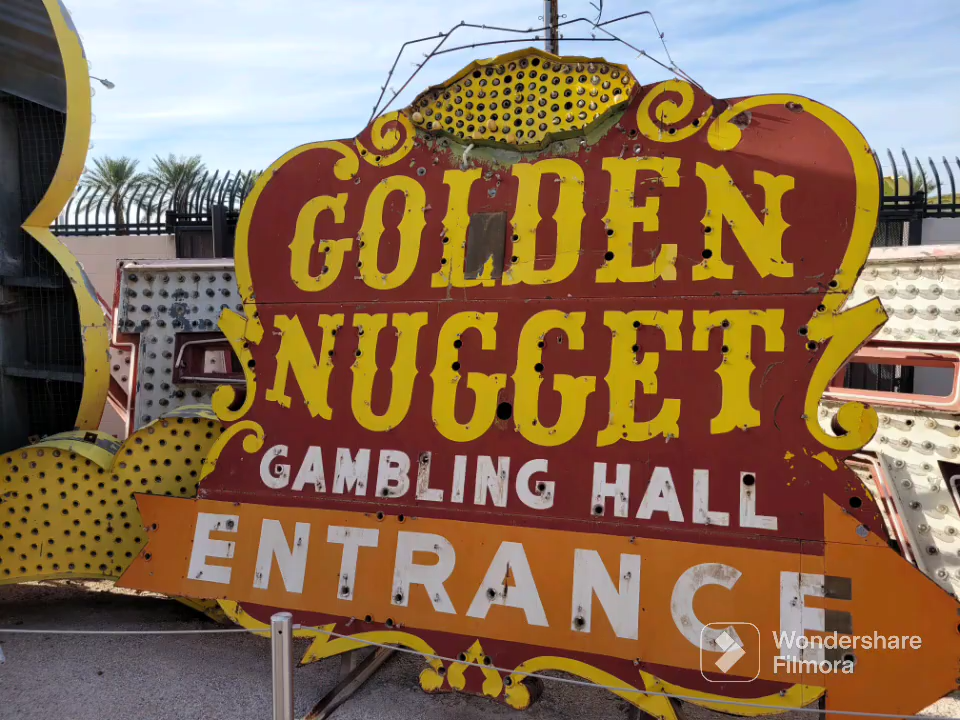 GOLDEN
NUGGET
GAMBLING HALL
ENTRANCE
Wondershare
Filmora